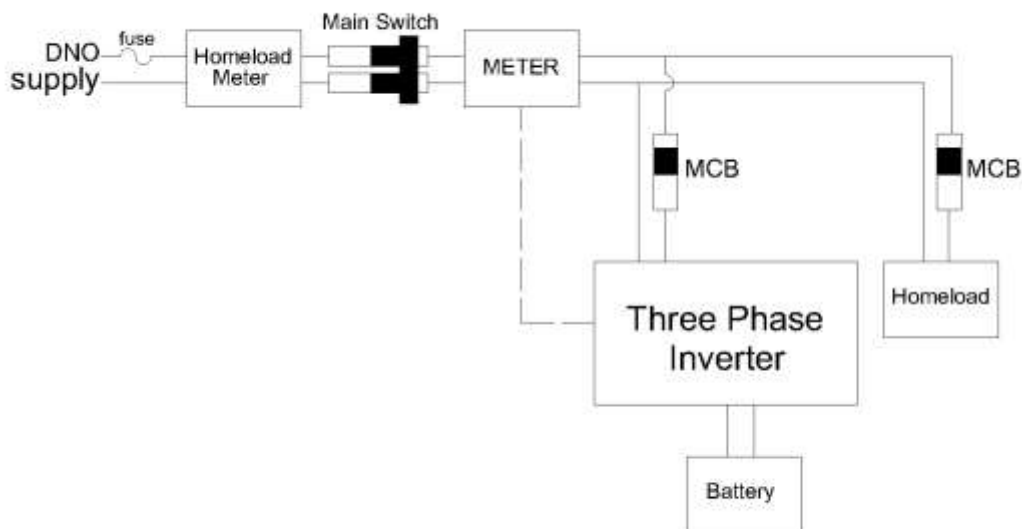 Main Switch
fuse
DNO
supply
Homeload
Meter
METER
MCB
MCB
Three Phase
Inverter
Homeload
Battery